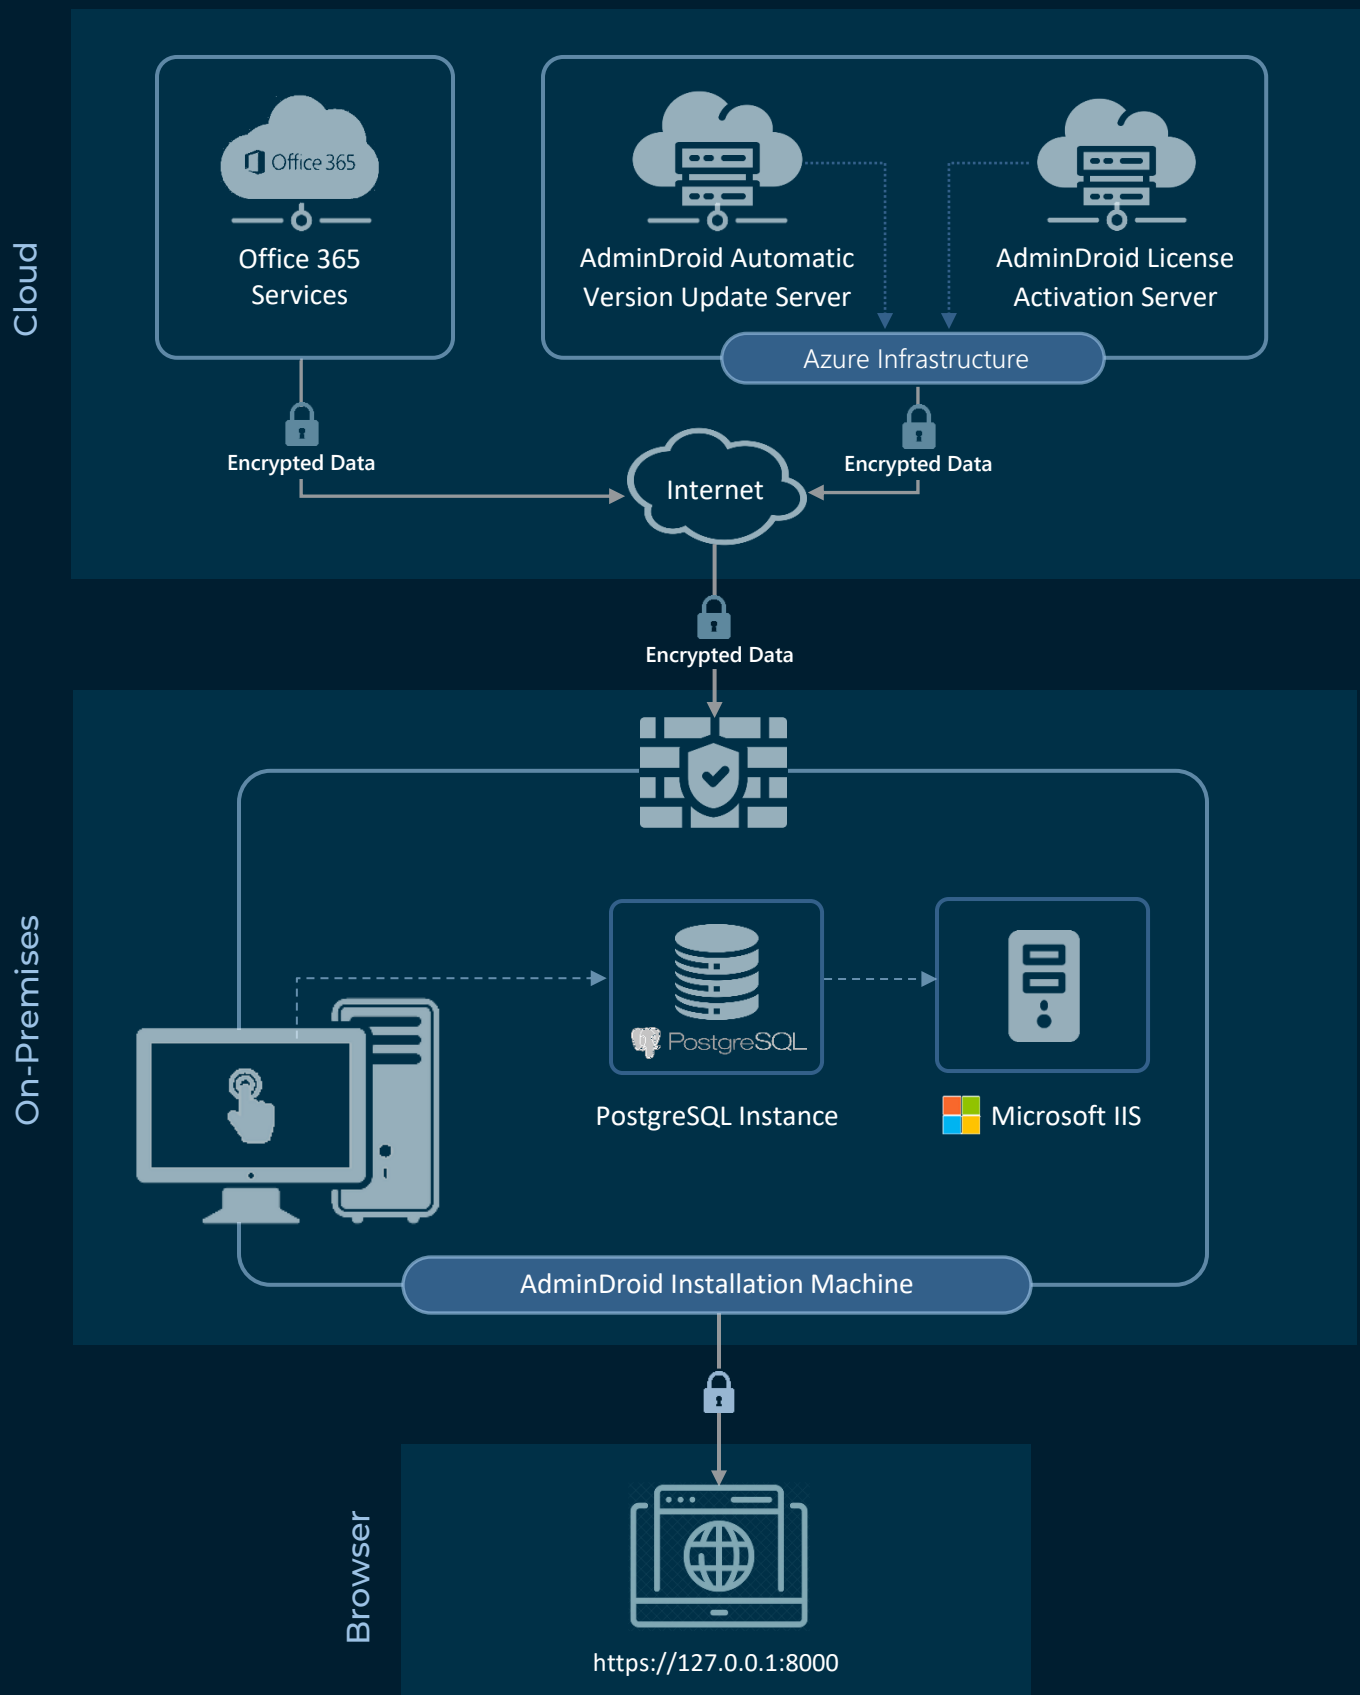 Cloud
Office 365
Office 365
Services
AdminDroid Automatic
Version Update Server
AdminDroid License
Activation Server
Azure Infrastructure
Encrypted Data
Encrypted Data
Internet
Encrypted Data
On-Premises
PostgreSQL
PostgreSQL Instance
Microsoft IIS
AdminDroid Installation Machine
Browser
https://127.0.0.1:8000